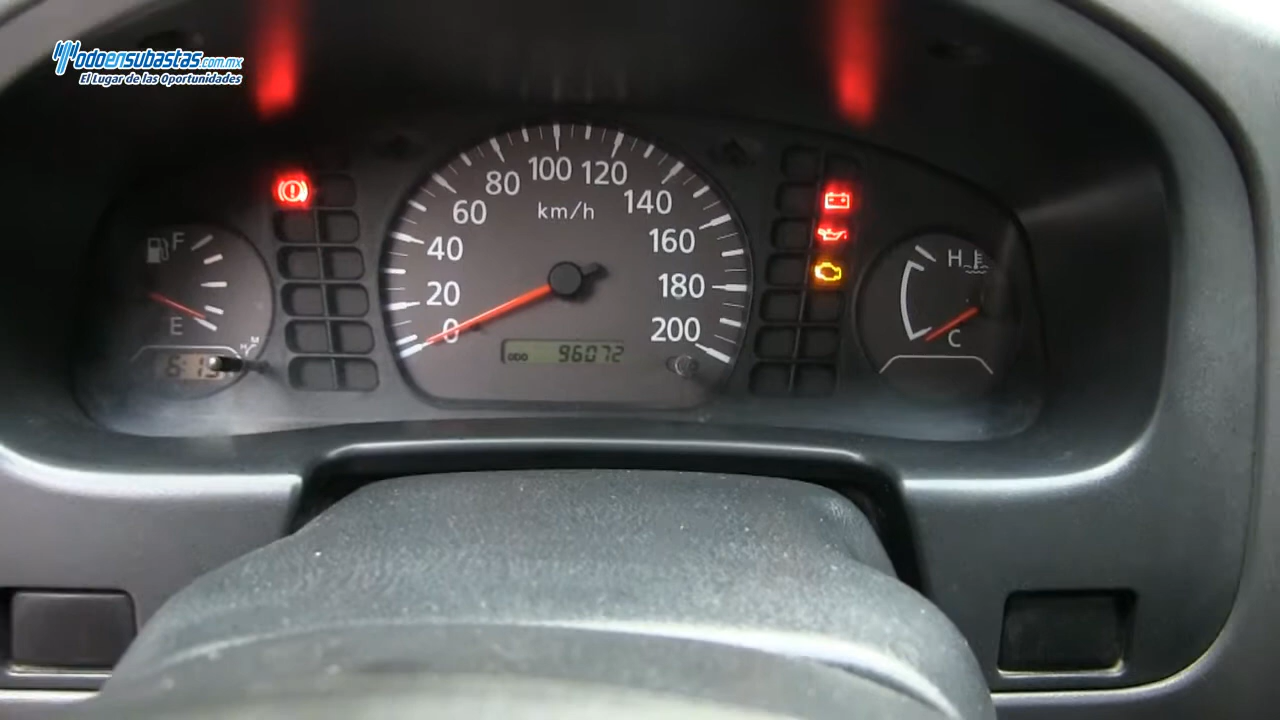 todoensubastas.com.mx
El Lugar de las Oportunidades
F
E
H M
0
20
40
60
80
100
120
140
160
180
200
km/h
ODO 96072
H
C